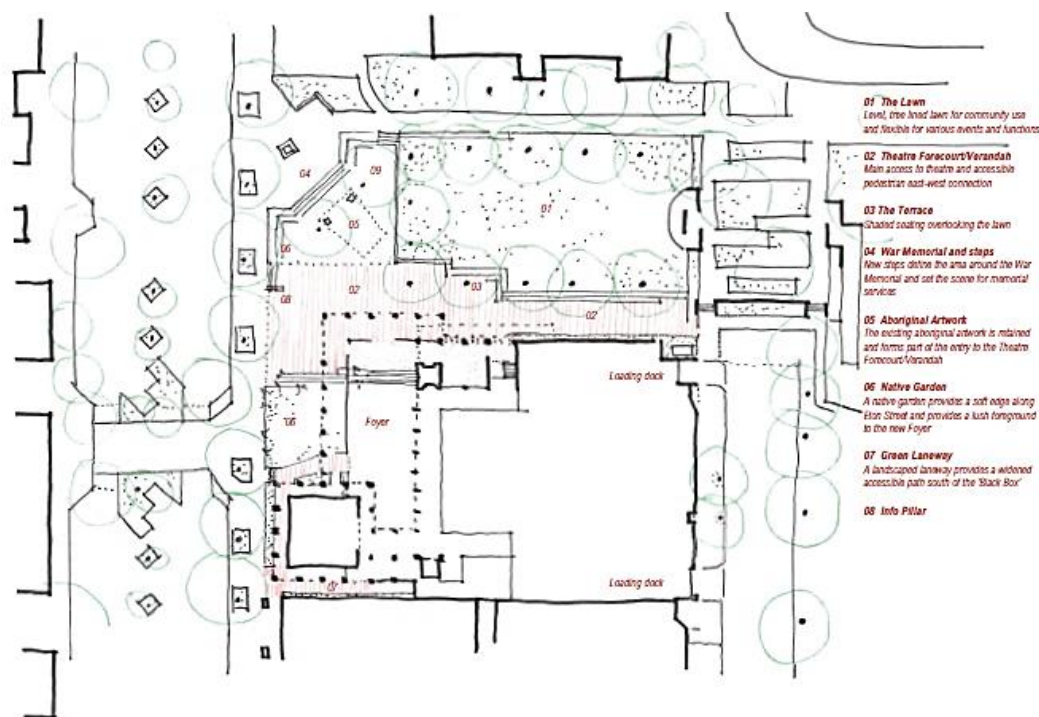 01 The Lawn
Level, tree lined lawn for community use
and flexible for various events and functions
02 Theatre Forecourt/Verandah
Main access to theatre and accessible
pedestrian east-west connection
03 The Terrace
Shaded seating overlooking the lawn
04 War Memorial and steps
New steps define the area around the War
Memorial and set the scene for memorial
services
05 Aboriginal Artwork
The existing aboriginal artwork is retained
and forms part of the entry to the Theatre
Forecourt/Verandah
06 Native Garden
A native garden provides a soft edge along
Street and provides a lush foreground
to the new Foyer
07 Green Laneway
A landscaped laneway provides a widened
accessible path south of the 'Black Box'
08 Info Pillar
04
09
05
01
06
08
02
03
02
Loading dock
06
Foyer
07
Loading dock